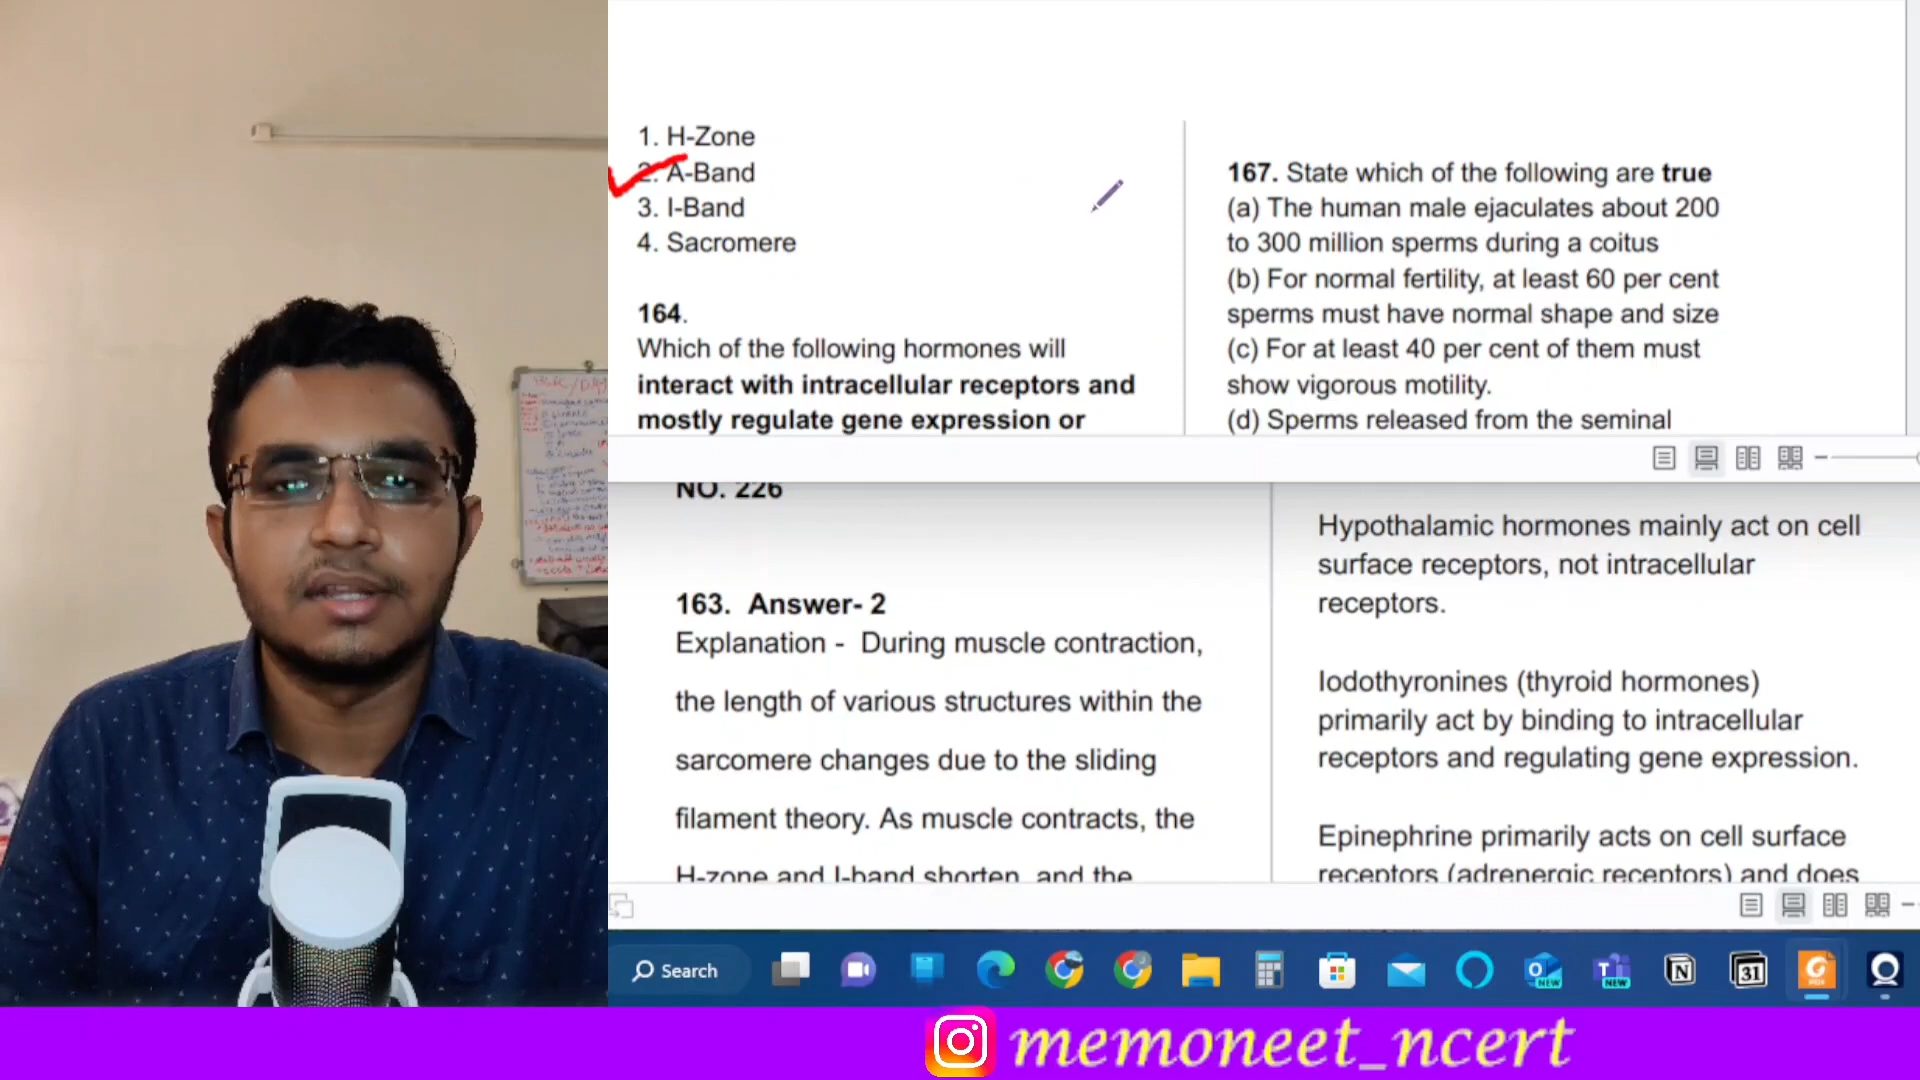 1. H-Zone
2. A-Band
3. I-Band
4. Sacromere
164.
Which of the following hormones will
interact with intracellular receptors and
mostly regulate gene expression or
167. State which of the following are true
(a) The human male ejaculates about 200
to 300 million sperms during a coitus
(b) For normal fertility, at least 60 per cent
sperms must have normal shape and size
(c) For at least 40 per cent of them must
show vigorous motility.
(d) Sperms released from the seminal
NO. 226
163. Answer- 2
Explanation - During muscle contraction,
the length of various structures within the
sarcomere changes due to the sliding
filament theory. As muscle contracts, the
H-zone and I-band shorten, and the
Hypothalamic hormones mainly act on cell
surface receptors, not intracellular
receptors.
Iodothyronines (thyroid hormones)
primarily act by binding to intracellular
receptors and regulating gene expression.
Epinephrine primarily acts on cell surface
receptors (adrenergic receptors) and does
Search
NEW
NEW
31
memoneet_ncert